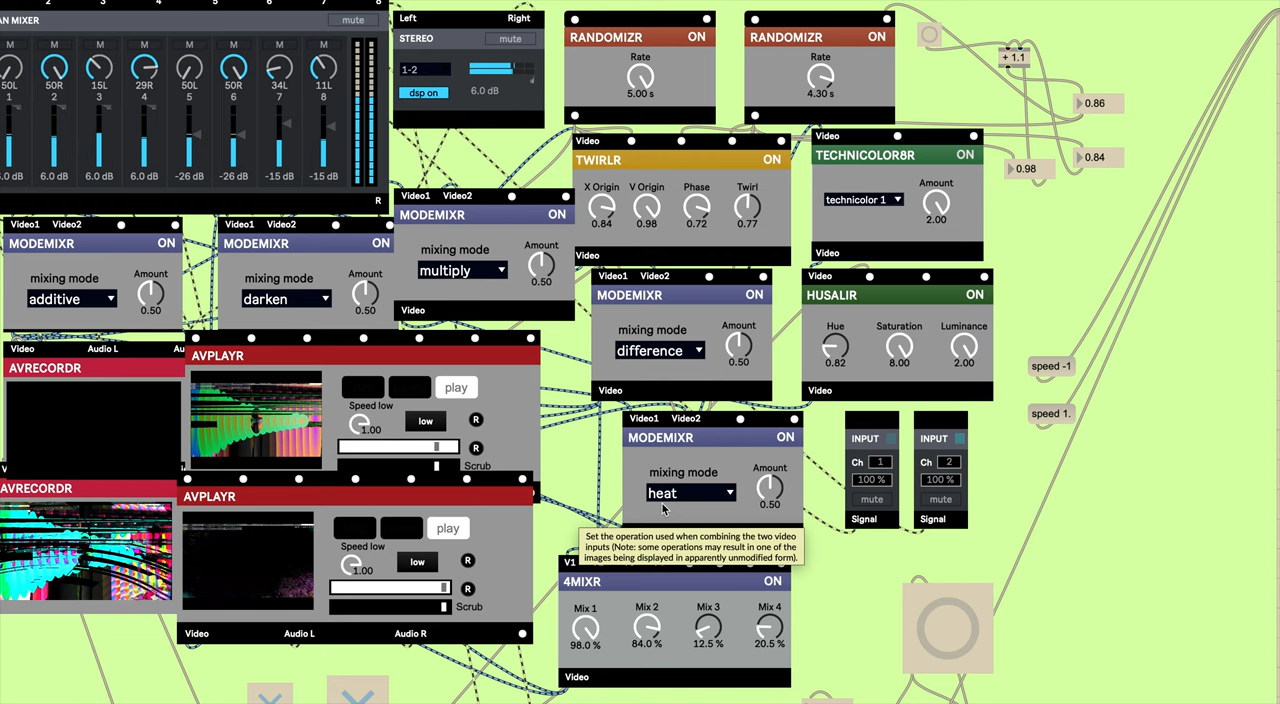 2 3 4 5 6 7 8
AN MIXER mute
M M M M M M M M
50L 50R 15L 29R 50L 50R 34L 11L
1 2 3 4 5 6 7 8
6.0 dB 6.0 dB 6.0 dB 6.0 dB -26 dB -26 dB -15 dB -15 dB
R
Left Right
STEREO mute
1-2
dsp on 6.0 dB
RANDOMIZR ON
Rate
5.00 s
RANDOMIZR ON
Rate
4.30 s
+ 1.1
0.86
0.84
0.98
Video
TWIRLR ON
X Origin V Origin Phase Twirl
0.84 0.98 0.72 0.77
Video
Video
TECHNICOLOR8R ON
technicolor 1 Amount
2.00
Video
Video1 Video2
MODEMIXR ON
mixing mode Amount
additive 0.50
Video1 Video2
MODEMIXR ON
mixing mode Amount
darken 0.50
Video1 Video2
MODEMIXR ON
mixing mode Amount
multiply 0.50
Video
Video1 Video2
MODEMIXR ON
mixing mode Amount
difference 0.50
Video
Video
HUSALIR ON
Hue Saturation Luminance
0.82 8.00 2.00
Video
speed -1
speed 1.
Video Audio L Au
AVRECORDR
AVPLAYR
play
Speed low
1.00 low R
R
Scrub
Video1 Video2
MODEMIXR ON
mixing mode Amount
heat 0.50
Set the operation used when combining the two video
inputs (Note: some operations may result in one of the
images being displayed in apparently unmodified form).
INPUT
Ch 1
100 %
mute
Signal
INPUT
Ch 2
100 %
mute
Signal
AVRECORDR
AVPLAYR
play
Speed low
1.00 low R
R
Scrub
Video Audio L Audio R
V1
4MIXR ON
Mix 1 Mix 2 Mix 3 Mix 4
98.0 % 84.0 % 12.5 % 20.5 %
Video